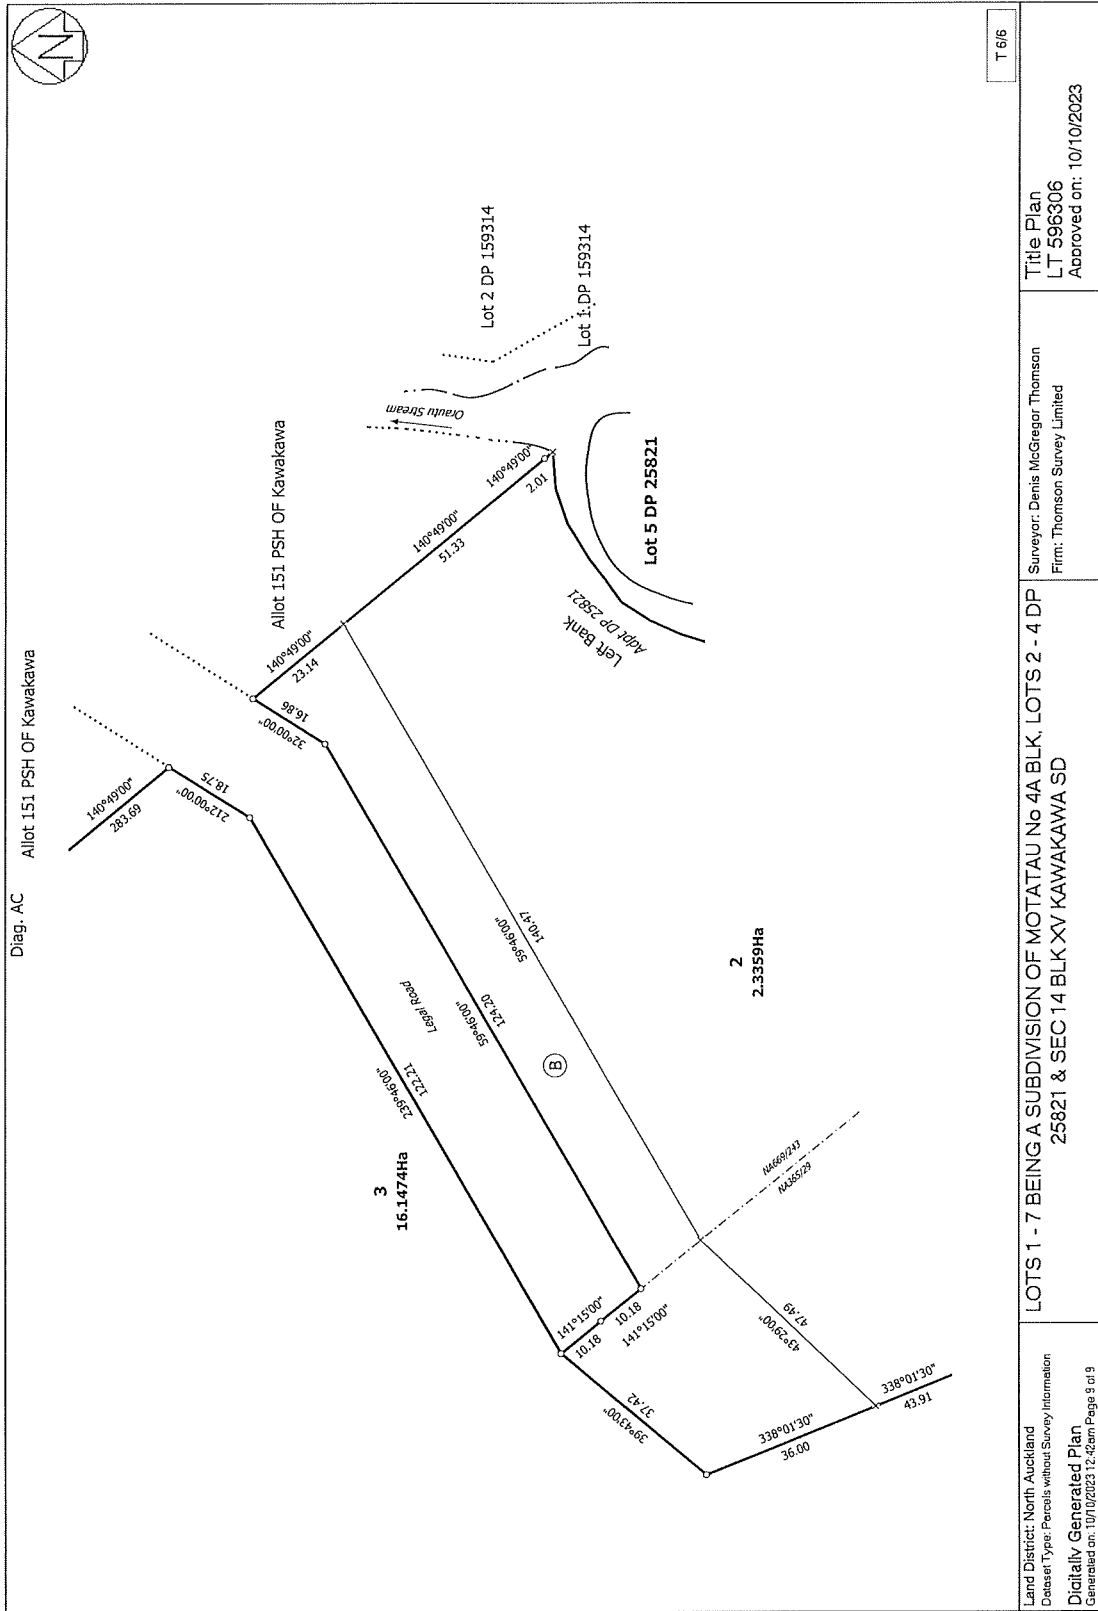 Diag. AC
Allot 151 PSH OF Kawakawa
N
140°49'00"
283.69
212°00'00"
18.75
Allot 151 PSH OF Kawakawa
32°00'00"
16.86
140°49'00"
23.14
140°49'00"
51.33
140°49'00"
2.01
Orautu Stream
Lot 2 DP 159314
Lot 1 DP 159314
Lot 5 DP 25821
Left Bank
Adpt DP 25821
3
16.1474Ha
239°46'00"
122.21
Legal Road
59°46'00"
124.20
B
59°46'00"
140.47
2
2.3359Ha
141°15'00"
10.18
10.18
141°15'00"
NA669/243
NA365/29
39°43'00"
37.42
43°29'00"
47.49
338°01'30"
36.00
338°01'30"
43.91
T 6/6
Land District: North Auckland
Dataset Type: Parcels without Survey Information
Digitally Generated Plan
Generated on: 10/10/2023 12:42am Page 9 of 9
LOTS 1 - 7 BEING A SUBDIVISION OF MOTATAU No 4A BLK, LOTS 2 - 4 DP
25821 & SEC 14 BLK XV KAWAKAWA SD
Surveyor: Denis McGregor Thomson
Firm: Thomson Survey Limited
Title Plan
LT 596306
Approved on: 10/10/2023